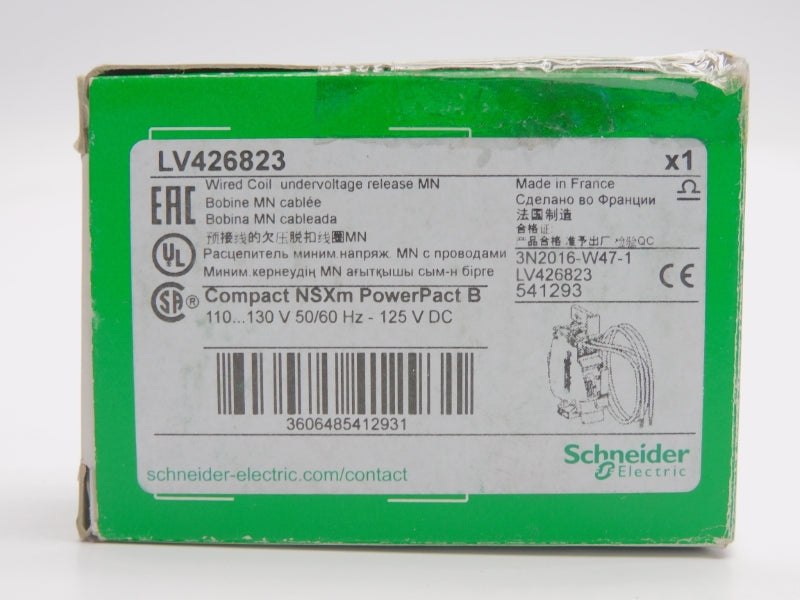 LV426823
x1
EAC
Wired Coil undervoltage release MN
Bobine MN cablée
Bobina MN cableada
预接线的欠压脱扣线圈MN
Расцепитель миним.напряж. MN с проводами
Миним.кернеудің MN ағытқышы сым-н бірге
Made in France
Сделано во Франции
法国制造
合格证:
产品合格 准予出厂 检验QC
3N2016-W47-1
LV426823
541293
CE
UL
SA®
Compact NSXm PowerPact B
110...130 V 50/60 Hz - 125 V DC
3606485412931
Schneider
Electric
schneider-electric.com/contact